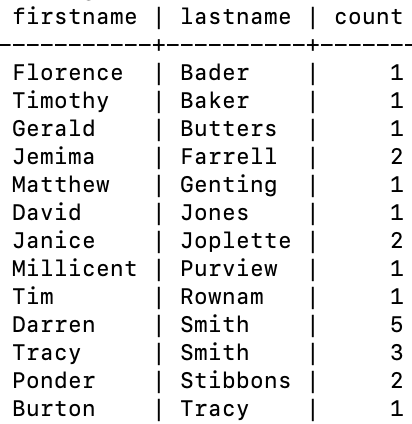 firstname | lastname | count
-----------+----------+-------
Florence | Bader | 1
Timothy | Baker | 1
Gerald | Butters | 1
Jemima | Farrell | 2
Matthew | Genting | 1
David | Jones | 1
Janice | Joplette | 2
Millicent | Purview | 1
Tim | Rownam | 1
Darren | Smith | 5
Tracy | Smith | 3
Ponder | Stibbons | 2
Burton | Tracy | 1